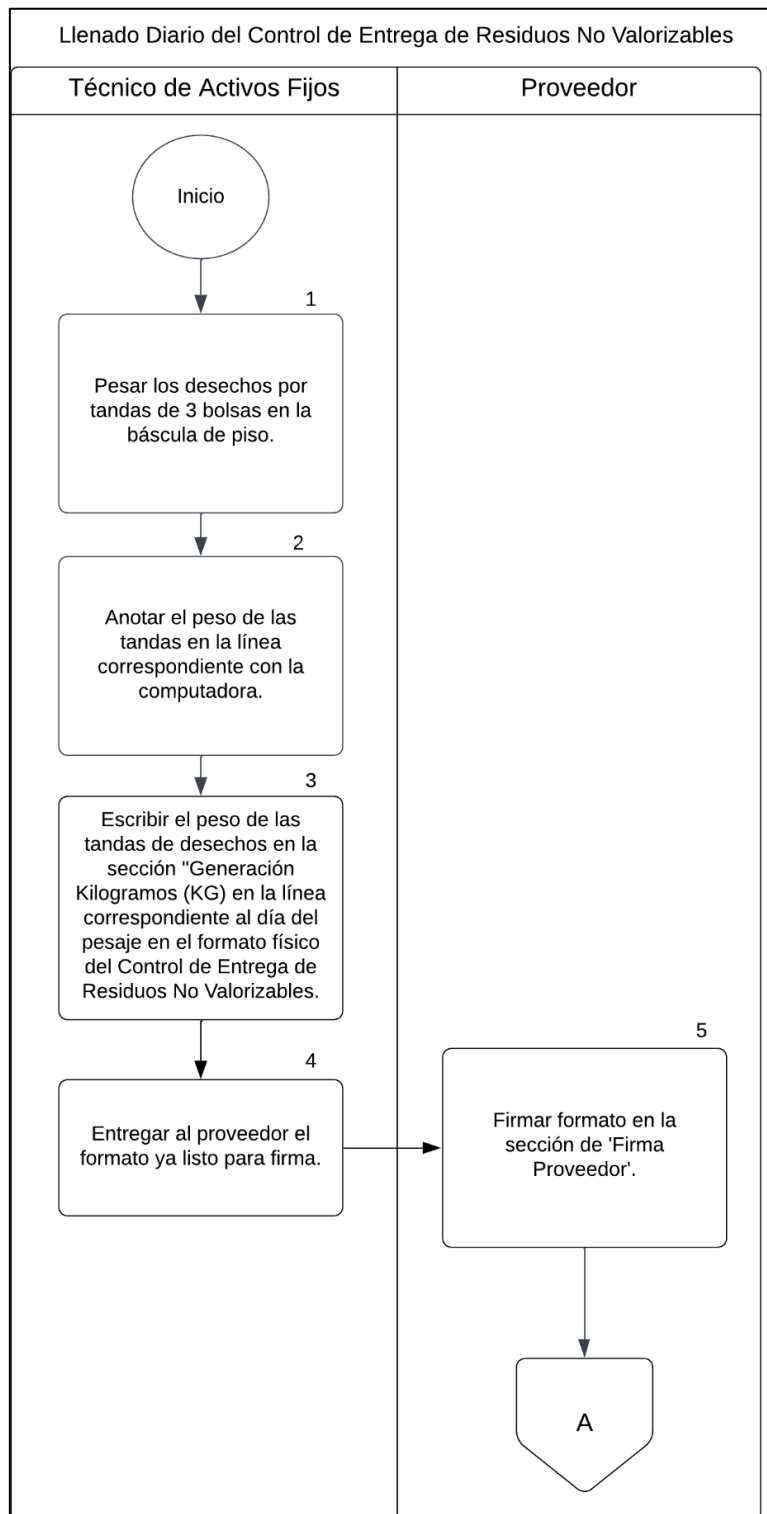 Llenado Diario del Control de Entrega de Residuos No Valorizables
Técnico de Activos Fijos
Proveedor
Inicio
1
Pesar los desechos por
tandas de 3 bolsas en la
báscula de piso.
2
Anotar el peso de las
tandas en la línea
correspondiente con la
computadora.
3
Escribir el peso de las
tandas de desechos en la
sección "Generación
Kilogramos (KG) en la línea
correspondiente al día del
pesaje en el formato físico
del Control de Entrega de
Residuos No Valorizables.
4
Entregar al proveedor el
formato ya listo para firma.
5
Firmar formato en la
sección de 'Firma
Proveedor'.
A